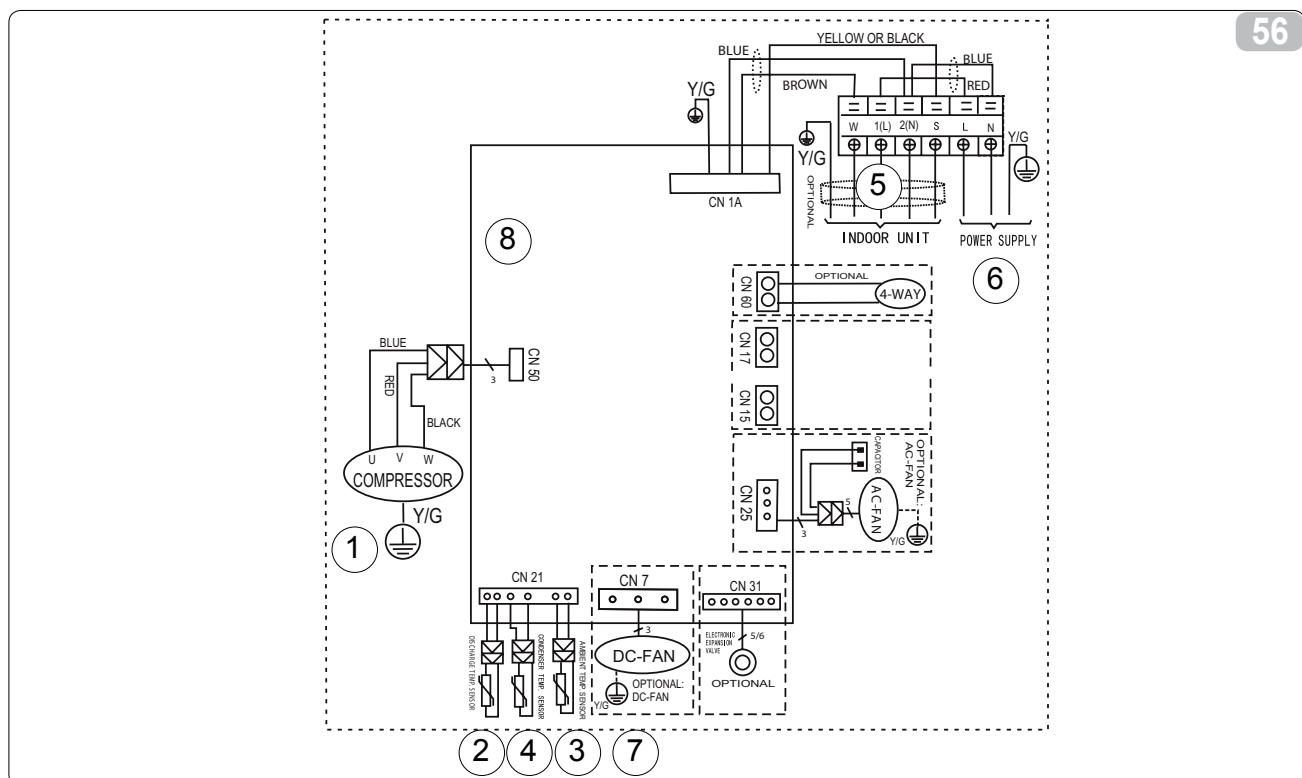 56
YELLOW OR BLACK
BLUE
BLUE
BROWN
RED
Y/G
W 1(L) 2(N) S L N
Y/G
Y/G
OPTIONAL
5
CN 1A
INDOOR UNIT
POWER SUPPLY
6
8
CN 60
OPTIONAL
4-WAY
CN 17
CN 15
BLUE
RED
BLACK
3
CN 50
U V W
COMPRESSOR
Y/G
1
CN 25
3
CAPAOTOR
5
AC-FAN
OPTIONAL:
AC-FAN
Y/G
CN 21
DISCHARGE TEMP. SENSOR
CONDENSER TEMP. SENSOR
AMBIENT TEMP. SENSOR
CN 7
3
DC-FAN
Y/G
OPTIONAL:
DC-FAN
CN 31
ELECTRONIC
EXPANSION
VALVE
5/6
OPTIONAL
2
4
3
7